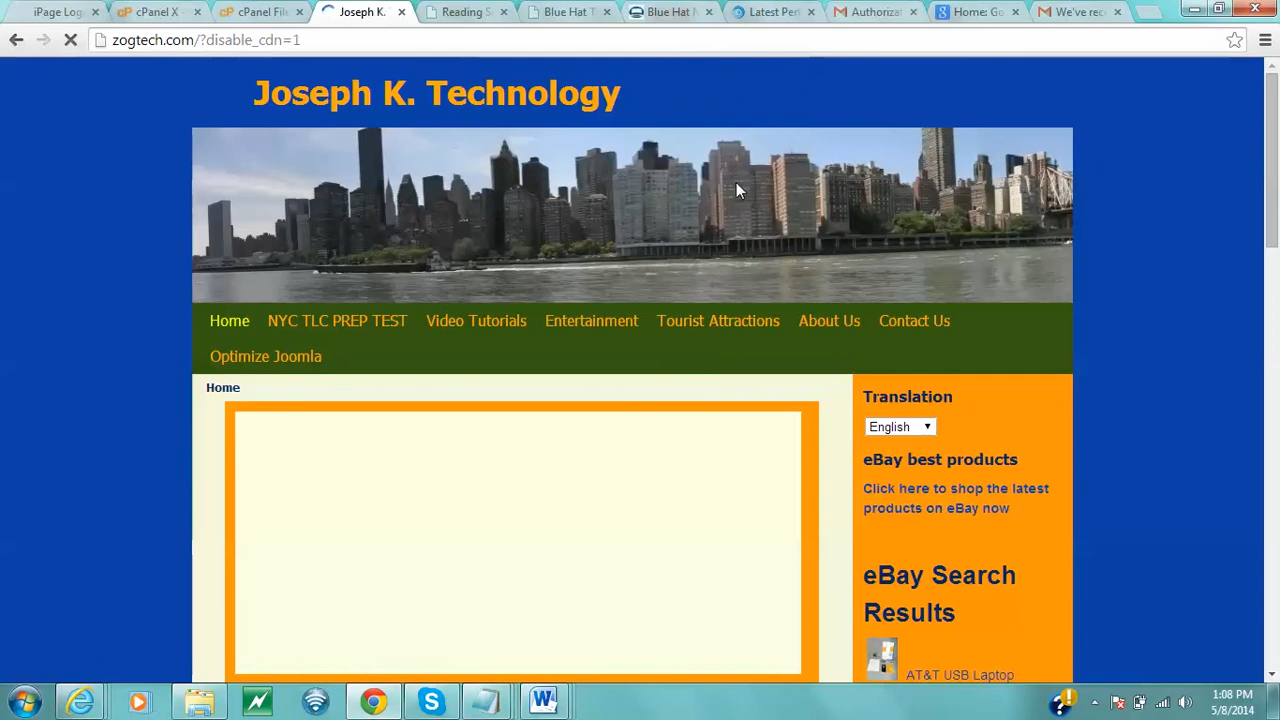 iPage Log
cPanel X -
cPanel File
Joseph K.
Reading S
Blue Hat T
Blue Hat N
Latest Per
Authoriza
Home: Go
We've rec
zogtech.com/?disable_cdn=1
Joseph K. Technology
Home NYC TLC PREP TEST Video Tutorials Entertainment Tourist Attractions About Us Contact Us
Optimize Joomla
Home
Translation
English
eBay best products
Click here to shop the latest
products on eBay now
eBay Search
Results
AT&T USB Laptop
1:08 PM
5/8/2014